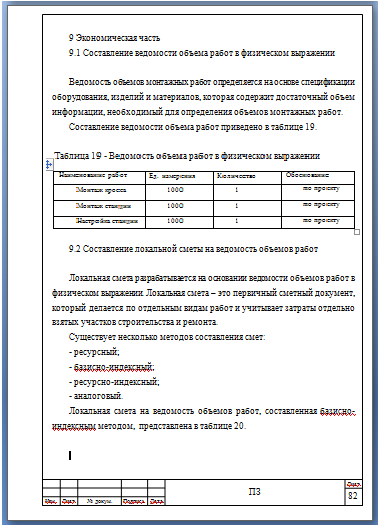 9 Экономическая часть
9.1 Составление ведомости объема работ в физическом выражении
Ведомость объемов монтажных работ определяется на основе спецификации
оборудования, изделий и материалов, которая содержит достаточный объем
информации, необходимый для определения объемов монтажных работ.
Составление ведомости объема работ приведено в таблице 19.
Таблица 19 - Ведомость объема работ в физическом выражении
Наименование работ Ед. измерения Количество Обоснование
Монтаж кросса 1000 1 по проекту
Монтаж станции 1000 1 по проекту
Настройка станции 1000 1 по проекту
9.2 Составление локальной сметы на ведомость объемов работ
Локальная смета разрабатывается на основании ведомости объемов работ в
физическом выражении. Локальная смета – это первичный сметный документ,
который делается по отдельным видам работ и учитывает затраты отдельно
взятых участков строительства и ремонта.
Существует несколько методов составления смет:
- ресурсный;
- базисно-индексный;
- ресурсно-индексный;
- аналоговый.
Локальная смета на ведомость объемов работ, составленная базисно-
индексным методом, представлена в таблице 20.
ПЗ
Лист
82
Изм. Лист № докум. Подпись Дата